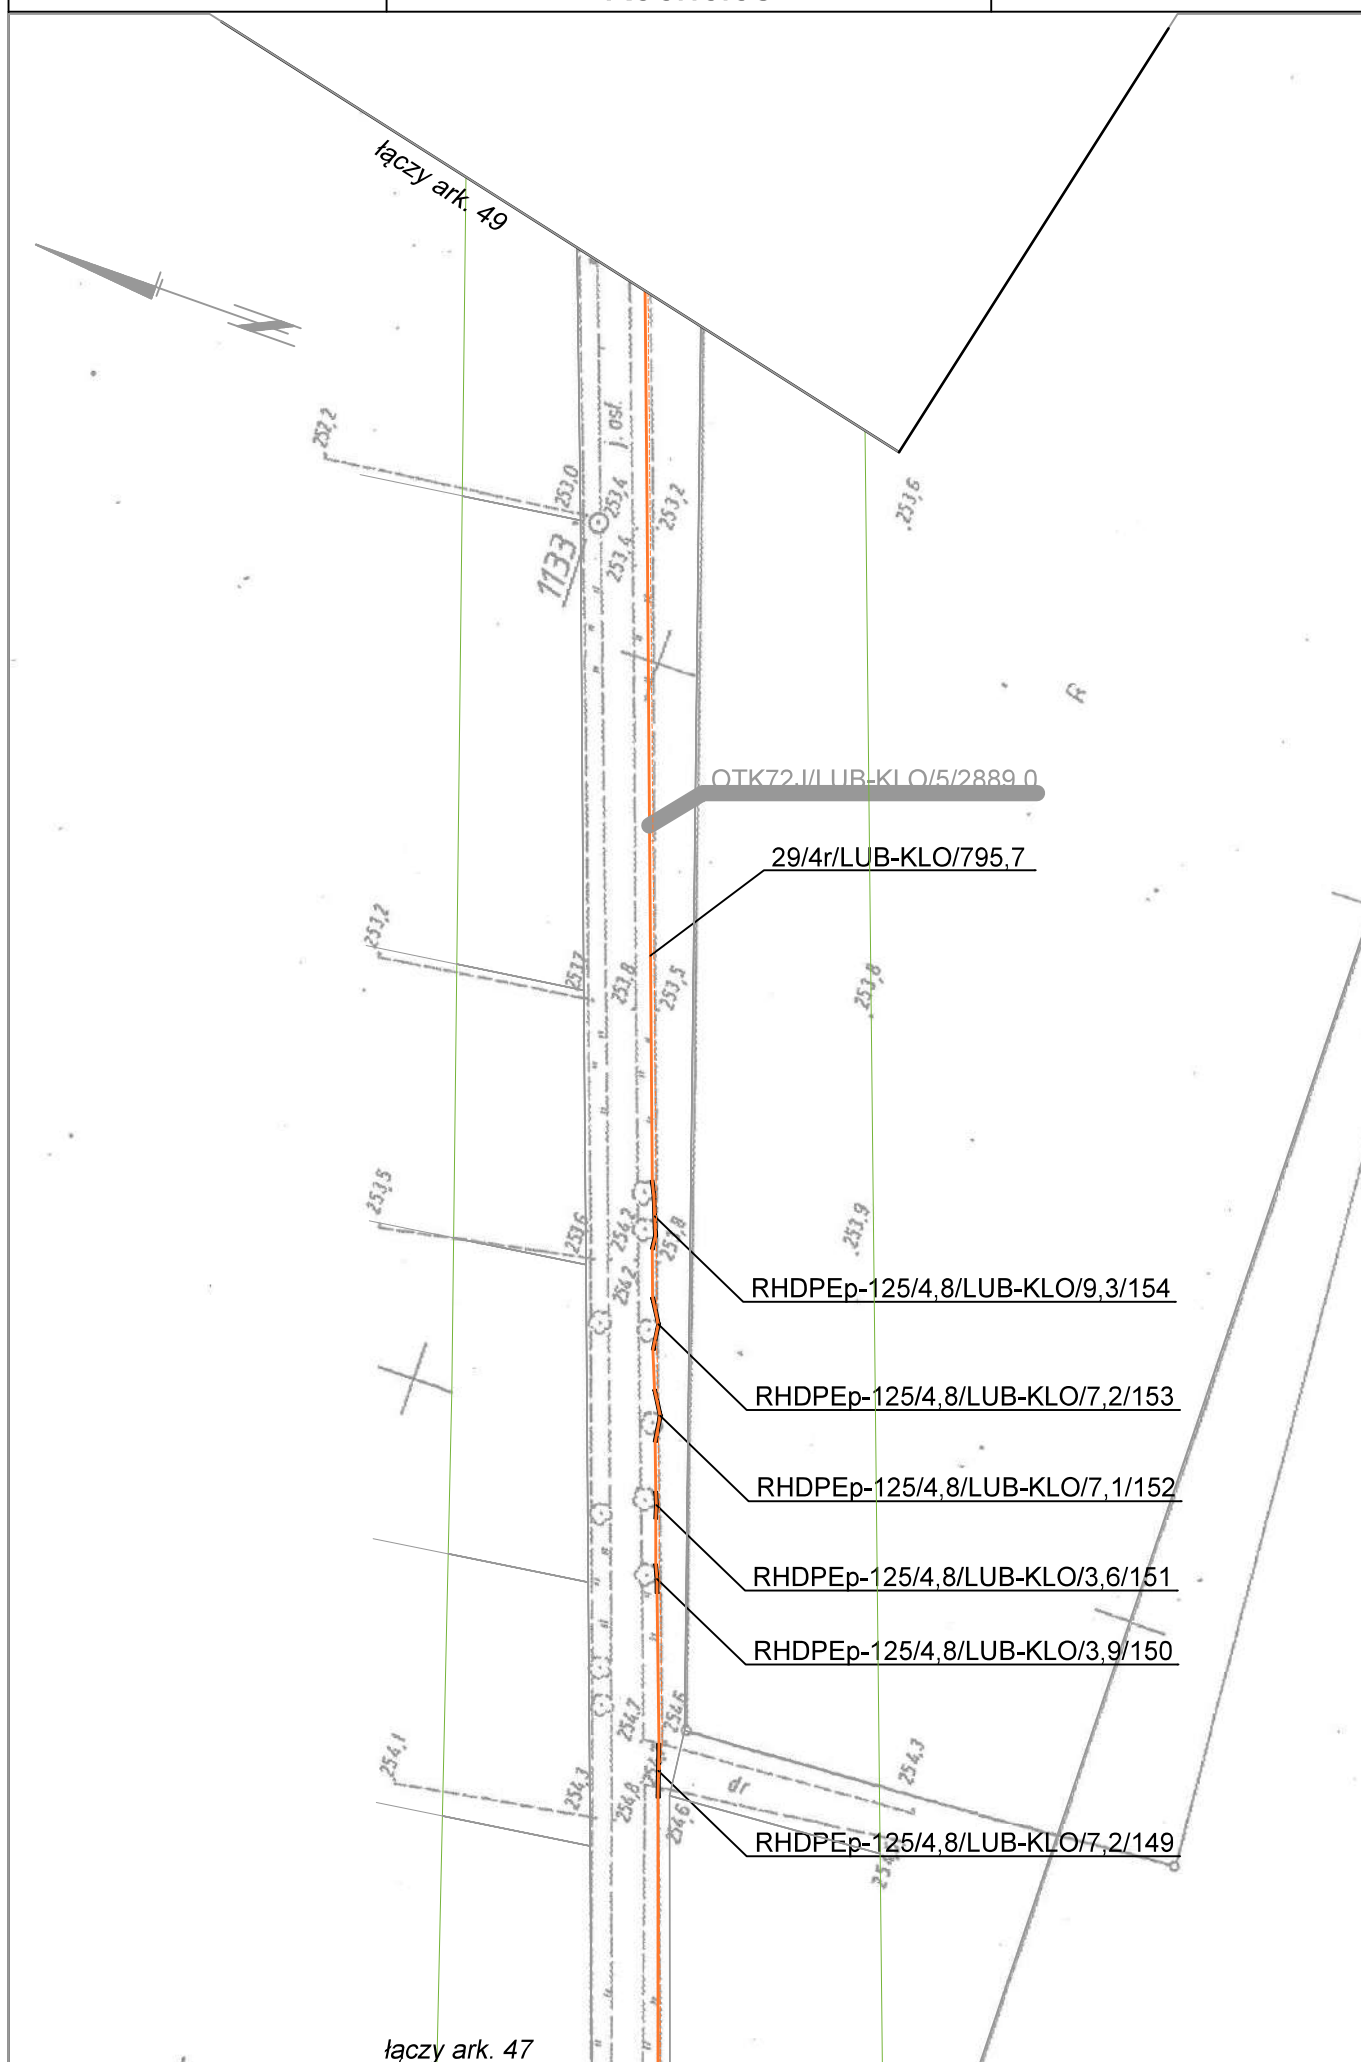 łączy ark. 49
N
252,2
253,0
253,4
j. osf.
253,2
253,6
1133
253,4
OTK72J/LUB-KLO/5/2889,0
29/4r/LUB-KLO/795,7
253,2
253,7
253,8
253,5
253,8
253,5
253,6
254,2
253,9
254,2
RHDPEp-125/4,8/LUB-KLO/9,3/154
RHDPEp-125/4,8/LUB-KLO/7,2/153
RHDPEp-125/4,8/LUB-KLO/7,1/152
RHDPEp-125/4,8/LUB-KLO/3,6/151
RHDPEp-125/4,8/LUB-KLO/3,9/150
254,7
254,6
254,1
254,3
254,8
dr
254,3
254,6
RHDPEp-125/4,8/LUB-KLO/7,2/149
łączy ark. 47